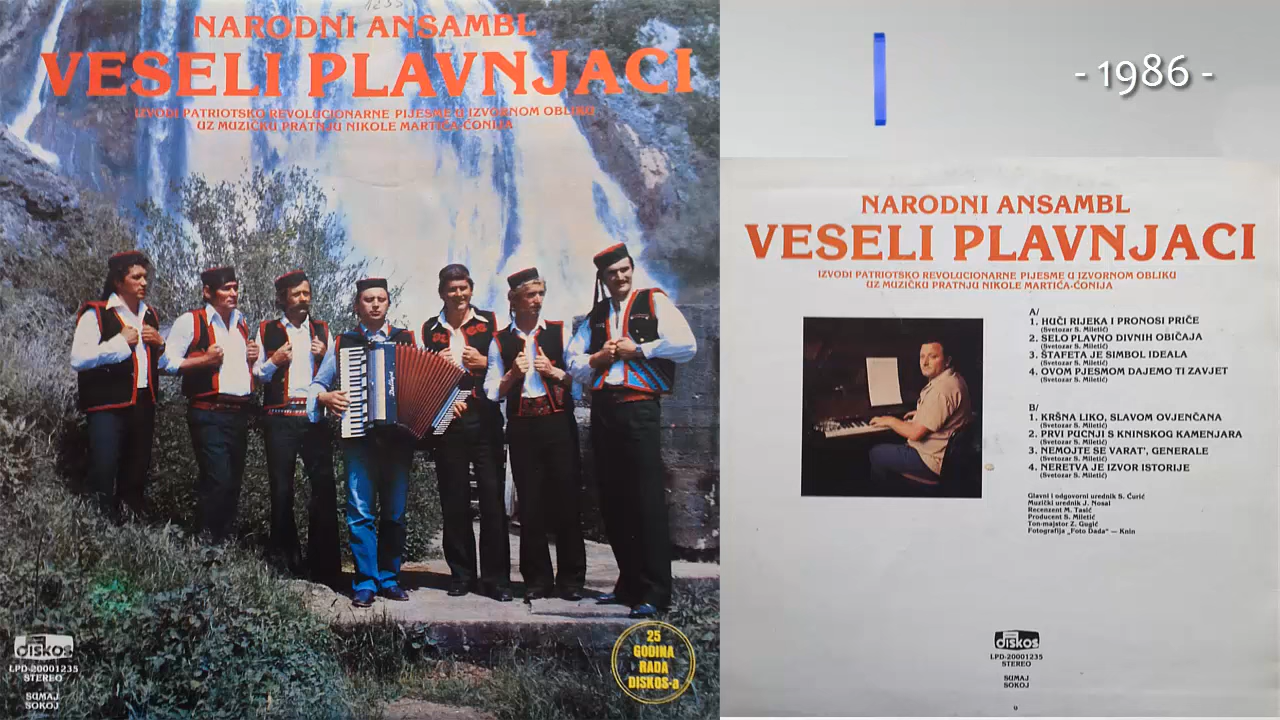 1235
NARODNI ANSAMBL
VESELI PLAVNJACI
IZVODI PATRIOTSKO REVOLUCIONARNE PIJESME U IZVORNOM OBLIKU
UZ MUZIČKU PRATNJU NIKOLE MARTIĆA-ČONIJA
25
GODINA
RADA
DISKOS-a
diskos
LPD-20001235
STEREO
SUMAJ
SOKOJ
- 1986 -
NARODNI ANSAMBL
VESELI PLAVNJACI
IZVODI PATRIOTSKO REVOLUCIONARNE PIJESME U IZVORNOM OBLIKU
UZ MUZIČKU PRATNJU NIKOLE MARTIĆA-ČONIJA
A/
1. HUČI RIJEKA I PRONOSI PRIČE
(Svetozar S. Miletić)
2. SELO PLAVNO DIVNIH OBIČAJA
(Svetozar S. Miletić)
3. ŠTAFETA JE SIMBOL IDEALA
(Svetozar S. Miletić)
4. OVOM PJESMOM DAJEMO TI ZAVJET
(Svetozar S. Miletić)
B/
1. KRŠNA LIKO, SLAVOM OVJENČANA
(Svetozar S. Miletić)
2. PRVI PUCNJI S KNINSKOG KAMENJARA
(Svetozar S. Miletić)
3. NEMOJTE SE VARAT', GENERALE
(Svetozar S. Miletić)
4. NERETVA JE IZVOR ISTORIJE
(Svetozar S. Miletić)
Glavni i odgovorni urednik S. Ćurić
Muzički urednik J. Nosal
Recenzent M. Tasić
Producent S. Miletić
Ton-majstor Z. Gugić
Fotografija „Foto Dada" — Knin
diskos
LPD-20001235
STEREO
SUMAJ
SOKOJ